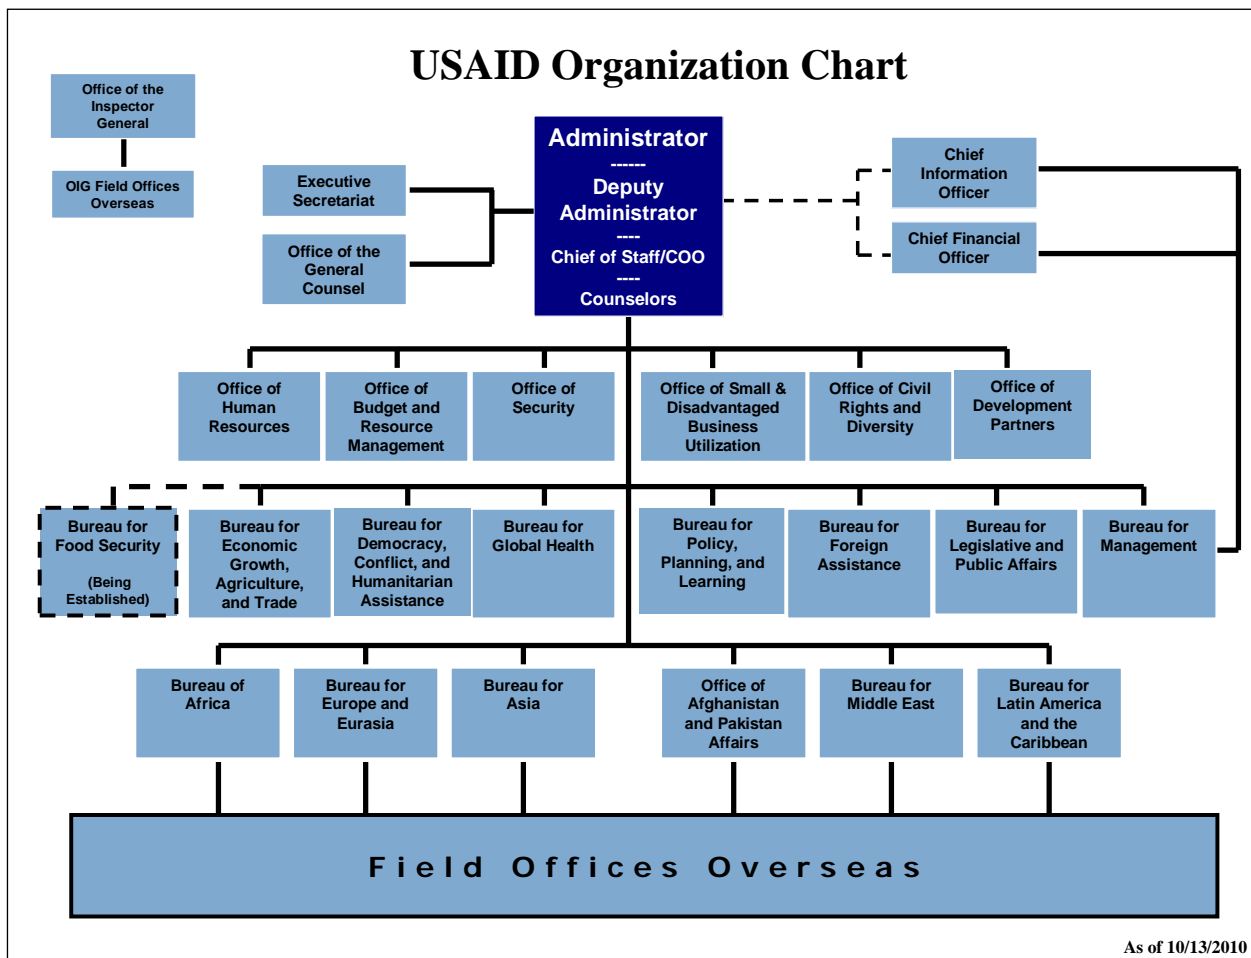 USAID Organization Chart
Office of the
Inspector
General
OIG Field Offices
Overseas
Executive
Secretariat
Office of the
General
Counsel
Administrator
------
Deputy
Administrator
----
Chief of Staff/COO
----
Counselors
Chief
Information
Officer
Chief Financial
Officer
Office of
Human
Resources
Office of
Budget and
Resource
Management
Office of
Security
Office of Small &
Disadvantaged
Business
Utilization
Office of Civil
Rights and
Diversity
Office of
Development
Partners
Bureau for
Food Security
(Being
Established)
Bureau for
Economic
Growth,
Agriculture,
and Trade
Bureau for
Democracy,
Conflict, and
Humanitarian
Assistance
Bureau for
Global Health
Bureau for
Policy,
Planning, and
Learning
Bureau for
Foreign
Assistance
Bureau for
Legislative and
Public Affairs
Bureau for
Management
Bureau of
Africa
Bureau for
Europe and
Eurasia
Bureau for
Asia
Office of
Afghanistan
and Pakistan
Affairs
Bureau for
Middle East
Bureau for
Latin America
and the
Caribbean
Field Offices Overseas
As of 10/13/2010